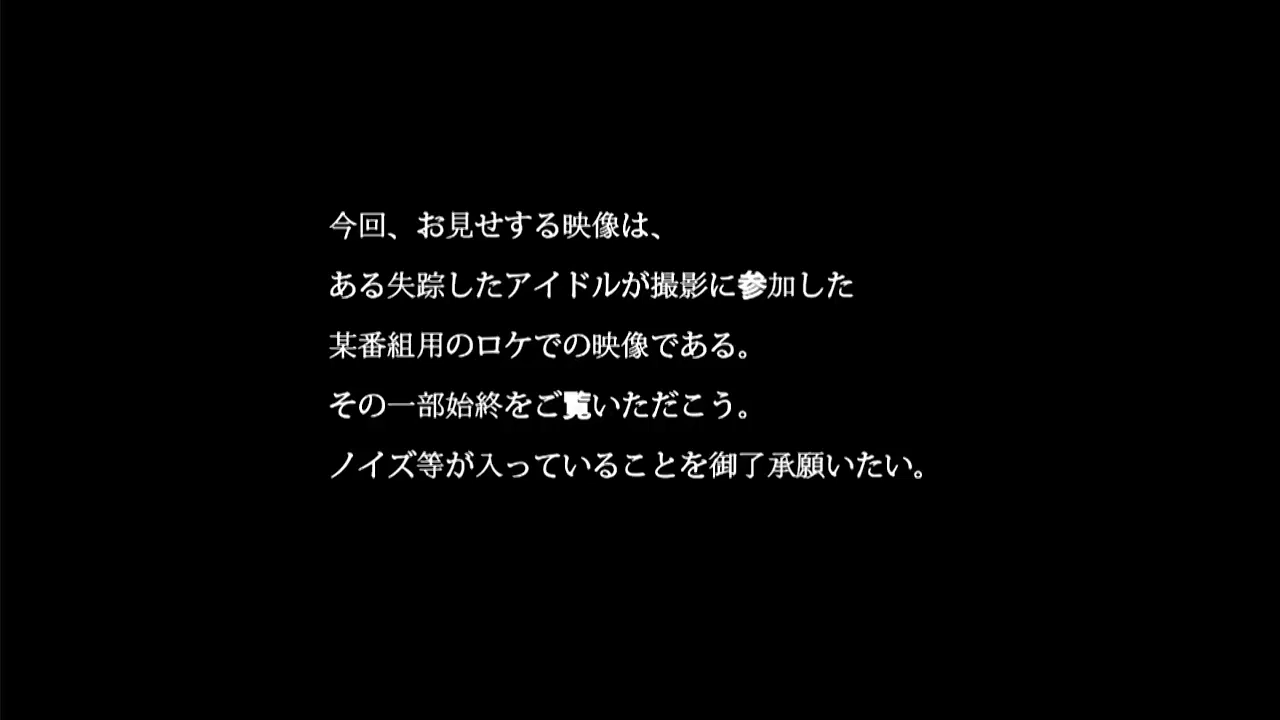 今回、お見せする映像は、
ある失踪したアイドルが撮影に参加した
某番組用のロケでの映像である。
その一部始終をご覧いただこう。
ノイズ等が入っていることを御了承願いたい。